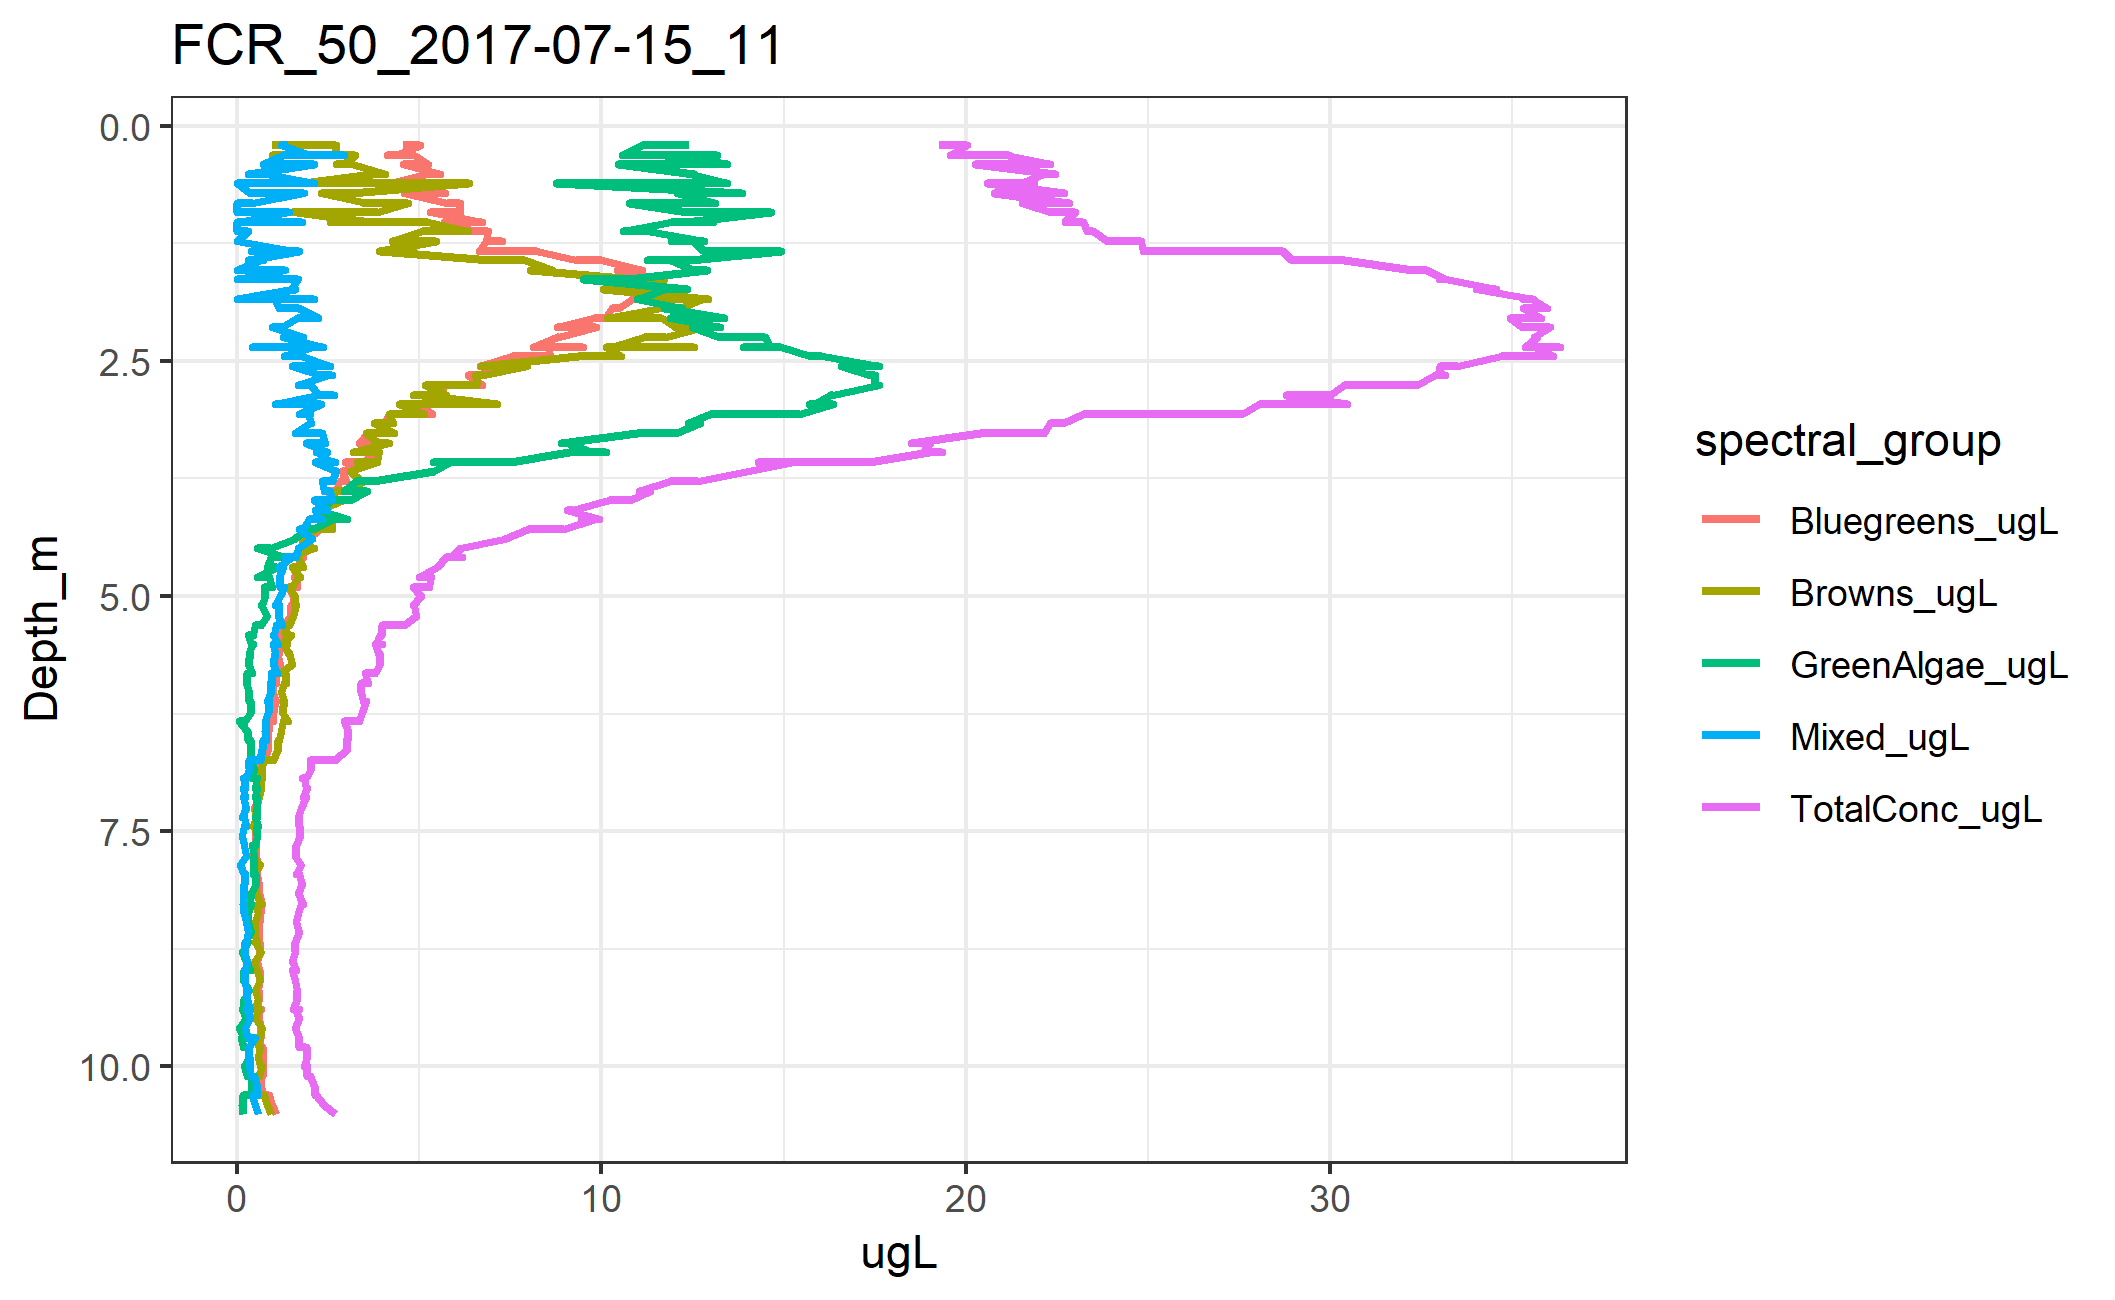 FCR_50_2017-07-15_11
0.0
2.5
5.0
7.5
10.0
Depth_m
0 10 20 30
ugL
spectral_group
Bluegreens_ugL
Browns_ugL
GreenAlgae_ugL
Mixed_ugL
TotalConc_ugL